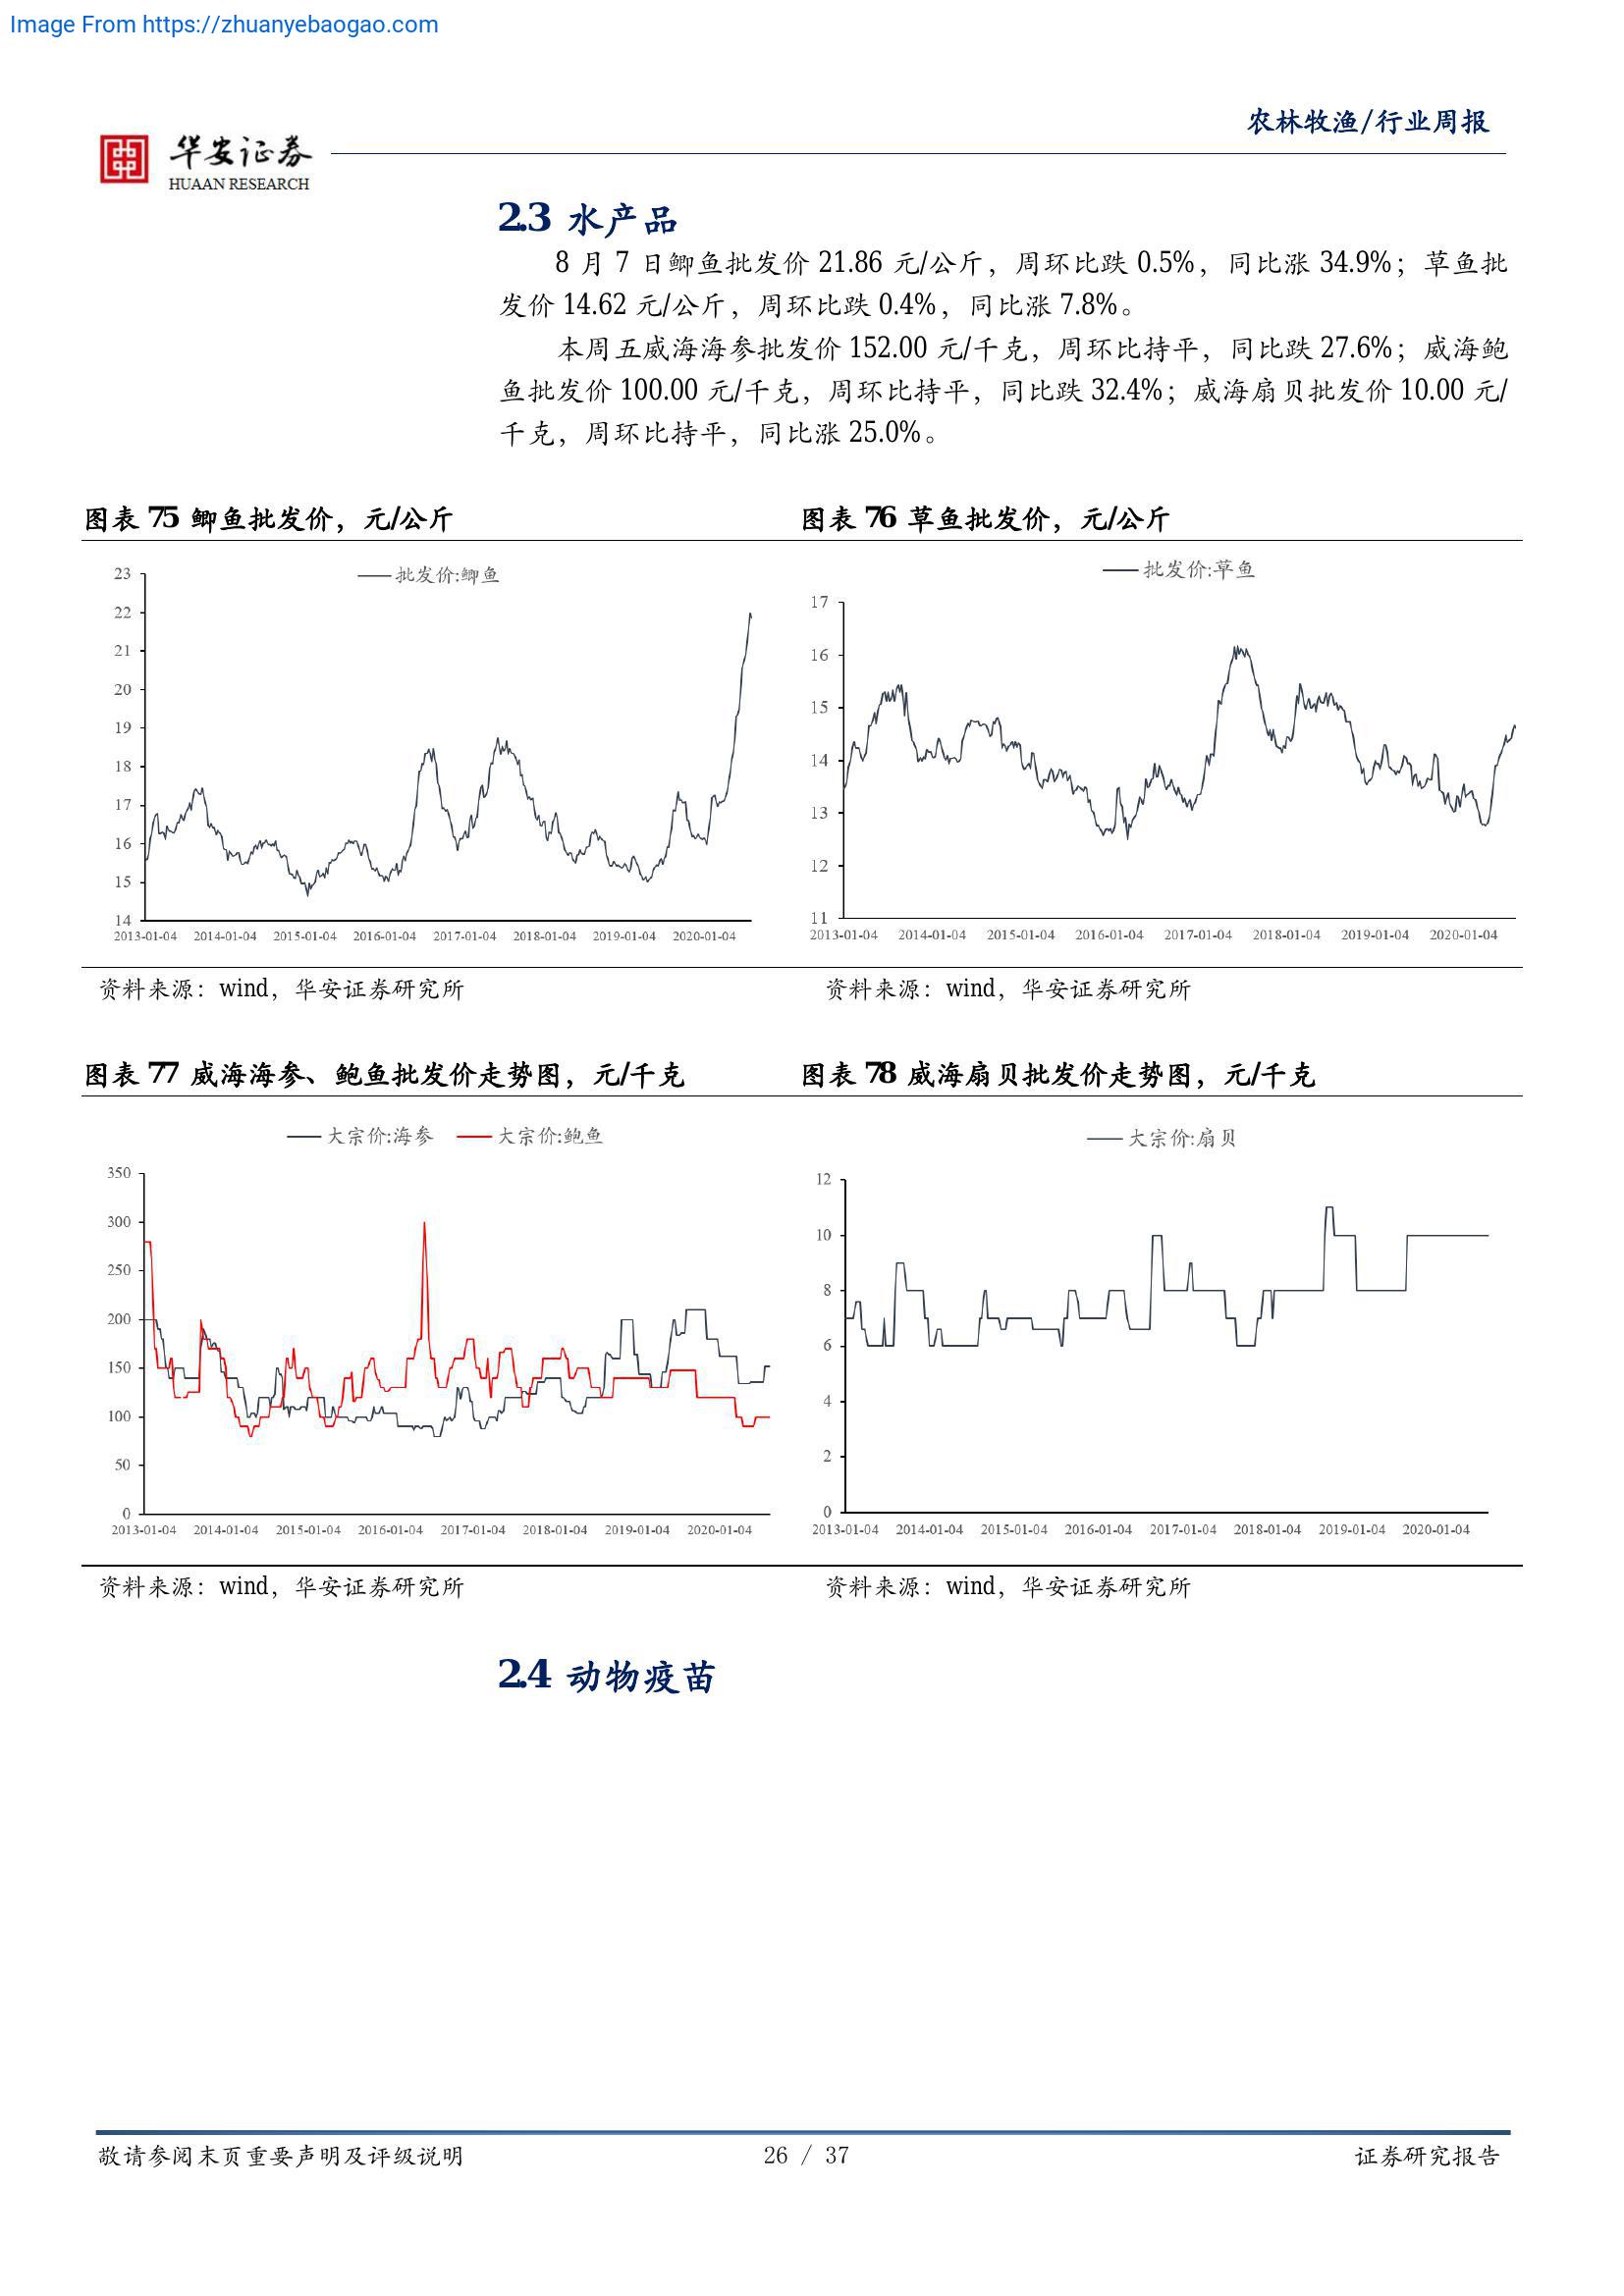 Image From https://zhuanyebaogao.com
农林牧渔/行业周报
华安证券
HUAAN RESEARCH
2.3 水产品
8 月 7 日鲫鱼批发价 21.86 元/公斤，周环比跌 0.5%，同比涨 34.9%；草鱼批
发价 14.62 元/公斤，周环比跌 0.4%，同比涨 7.8%。
本周五威海海参批发价 152.00 元/千克，周环比持平，同比跌 27.6%；威海鲍
鱼批发价 100.00 元/千克，周环比持平，同比跌 32.4%；威海扇贝批发价 10.00 元/
千克，周环比持平，同比涨 25.0%。
图表 75 鲫鱼批发价，元/公斤
批发价:鲫鱼
23
22
21
20
19
18
17
16
15
14
2013-01-04 2014-01-04 2015-01-04 2016-01-04 2017-01-04 2018-01-04 2019-01-04 2020-01-04
资料来源：wind，华安证券研究所
图表 76 草鱼批发价，元/公斤
批发价:草鱼
17
16
15
14
13
12
11
2013-01-04 2014-01-04 2015-01-04 2016-01-04 2017-01-04 2018-01-04 2019-01-04 2020-01-04
资料来源：wind，华安证券研究所
图表 77 威海海参、鲍鱼批发价走势图，元/千克
大宗价:海参 大宗价:鲍鱼
350
300
250
200
150
100
50
0
2013-01-04 2014-01-04 2015-01-04 2016-01-04 2017-01-04 2018-01-04 2019-01-04 2020-01-04
资料来源：wind，华安证券研究所
图表 78 威海扇贝批发价走势图，元/千克
大宗价:扇贝
12
10
8
6
4
2
0
2013-01-04 2014-01-04 2015-01-04 2016-01-04 2017-01-04 2018-01-04 2019-01-04 2020-01-04
资料来源：wind，华安证券研究所
2.4 动物疫苗
敬请参阅末页重要声明及评级说明
26 / 37
证券研究报告